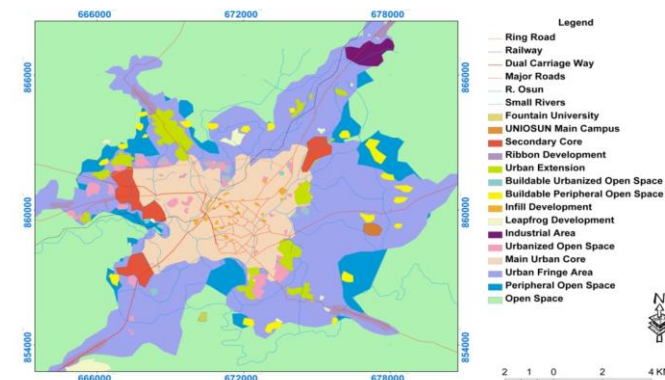 666000 672000 678000
866000
866000
860000
860000
854000
854000
666000 672000 678000
Legend
Ring Road
Railway
Dual Carriage Way
Major Roads
R. Osun
Small Rivers
Fountain University
UNIOSUN Main Campus
Secondary Core
Ribbon Development
Urban Extension
Buildable Urbanized Open Space
Buildable Peripheral Open Space
Infill Development
Leapfrog Development
Industrial Area
Urbanized Open Space
Main Urban Core
Urban Fringe Area
Peripheral Open Space
Open Space
N
2 1 0 2 4 KM